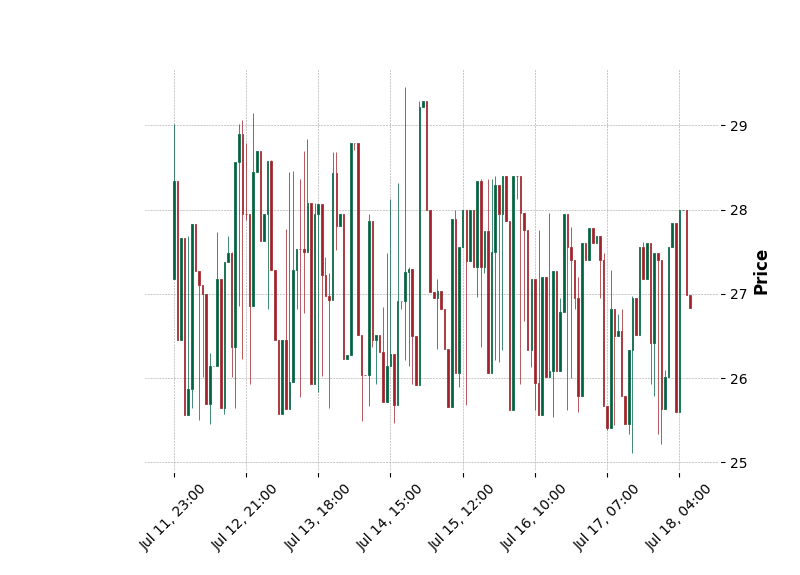 29
28
27
26
25
Price
Jul 11, 23:00
Jul 12, 21:00
Jul 13, 18:00
Jul 14, 15:00
Jul 15, 12:00
Jul 16, 10:00
Jul 17, 07:00
Jul 18, 04:00